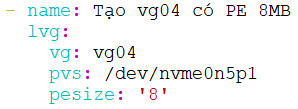 - name: Tạo vg04 có PE 8MB
  lvg:
    vg: vg04
    pvs: /dev/nvme0n5p1
    pesize: '8'